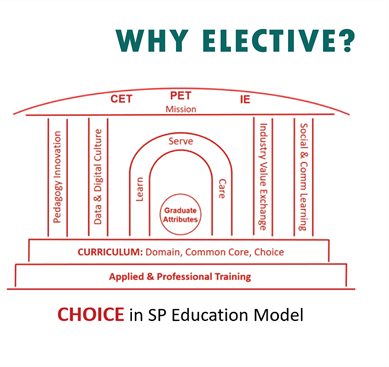 WHY ELECTIVE?
CET PET IE
Mission
Pedagogy Innovation
Data & Digital Culture
Learn
Serve
Care
Graduate
Attributes
Industry Value Exchange
Social & Comm Learning
CURRICULUM: Domain, Common Core, Choice
Applied & Professional Training
CHOICE in SP Education Model